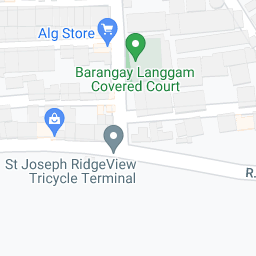 Alg Store
Barangay Langgam
Covered Court
St Joseph RidgeView
Tricycle Terminal
R.